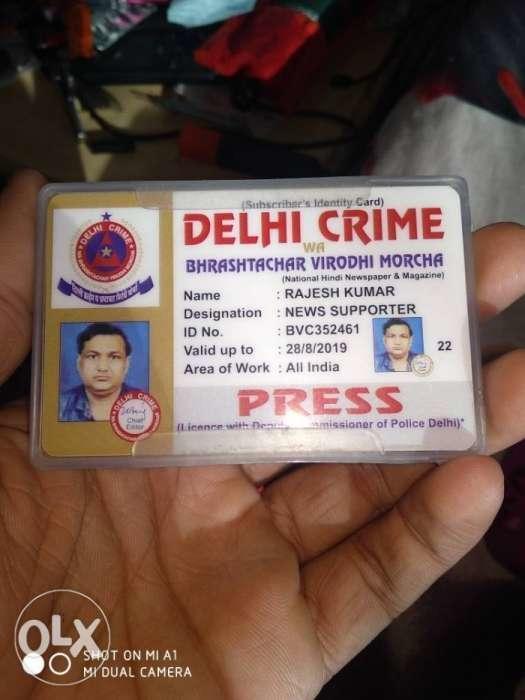 (Subscriber's Identity Card)
DELHI CRIME
WA
BHRASHTACHAR VIRODHI MORCHA
(National Hindi Newspaper & Magazine)
Name : RAJESH KUMAR
Designation : NEWS SUPPORTER
ID No. : BVC352461
Valid up to : 28/8/2019
22
Area of Work : All India
PRESS
(Licence with Commissioner of Police Delhi)*
DELHI CRIME
DELHI CRIME
Chief
Editor
OLX
SHOT ON MI A1
MI DUAL CAMERA